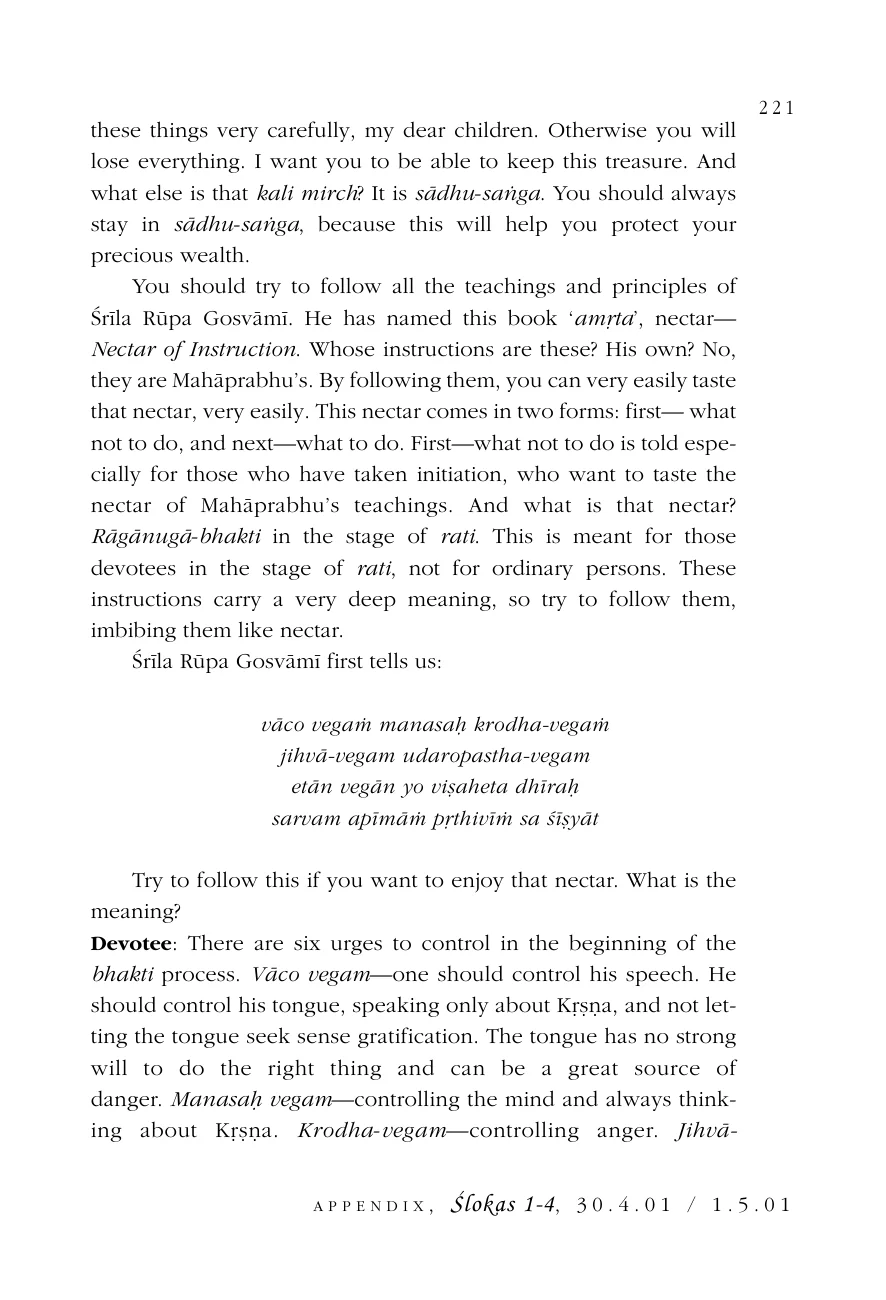 221
these things very carefully, my dear children. Otherwise you will
lose everything. I want you to be able to keep this treasure. And
what else is that kali mirch? It is sādhu-saṅga. You should always
stay in sādhu-saṅga, because this will help you protect your
precious wealth.
You should try to follow all the teachings and principles of
Śrīla Rūpa Gosvāmī. He has named this book ‘amṛta’, nectar—
Nectar of Instruction. Whose instructions are these? His own? No,
they are Mahāprabhu’s. By following them, you can very easily taste
that nectar, very easily. This nectar comes in two forms: first— what
not to do, and next—what to do. First—what not to do is told espe-
cially for those who have taken initiation, who want to taste the
nectar of Mahāprabhu’s teachings. And what is that nectar?
Rāgānugā-bhakti in the stage of rati. This is meant for those
devotees in the stage of rati, not for ordinary persons. These
instructions carry a very deep meaning, so try to follow them,
imbibing them like nectar.
Śrīla Rūpa Gosvāmī first tells us:
vāco vegaṁ manasaḥ krodha-vegaṁ
jihvā-vegam udaropastha-vegam
etān vegān yo viṣaheta dhīraḥ
sarvam apīmāṁ pṛthivīṁ sa śīṣyāt
Try to follow this if you want to enjoy that nectar. What is the
meaning?
Devotee: There are six urges to control in the beginning of the
bhakti process. Vāco vegam—one should control his speech. He
should control his tongue, speaking only about Kṛṣṇa, and not let-
ting the tongue seek sense gratification. The tongue has no strong
will to do the right thing and can be a great source of
danger. Manasaḥ vegam—controlling the mind and always think-
ing about Kṛṣṇa. Krodha-vegam—controlling anger. Jihvā-
APPENDIX, Ślokas 1-4, 30.4.01 / 1.5.01